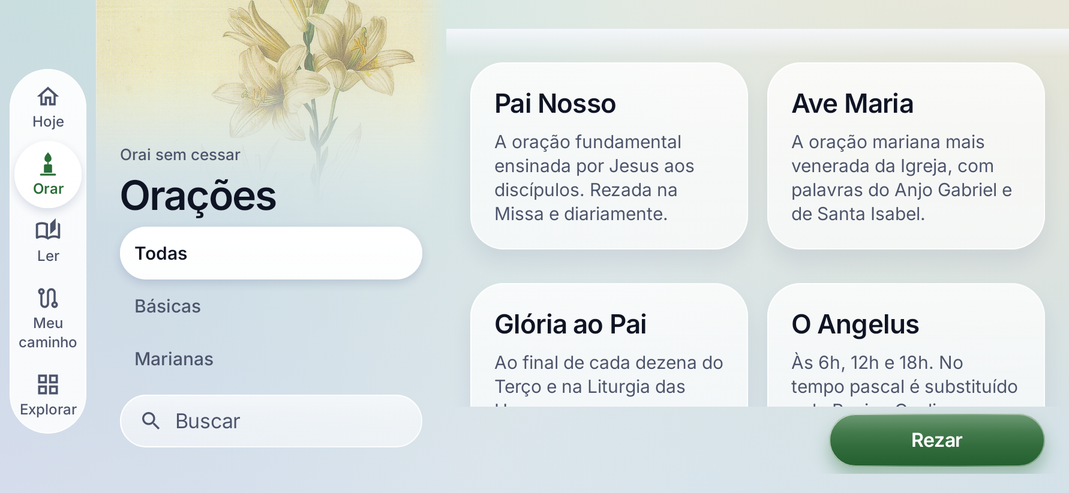 Hoje
Orar
Ler
Meu
caminho
Explorar
Orai sem cessar
Orações
Todas
Básicas
Marianas
Buscar
Pai Nosso
A oração fundamental
ensinada por Jesus aos
discípulos. Rezada na
Missa e diariamente.
Ave Maria
A oração mariana mais
venerada da Igreja, com
palavras do Anjo Gabriel e
de Santa Isabel.
Glória ao Pai
Ao final de cada dezena do
Terço e na Liturgia das
O Angelus
Às 6h, 12h e 18h. No
tempo pascal é substituído
Rezar